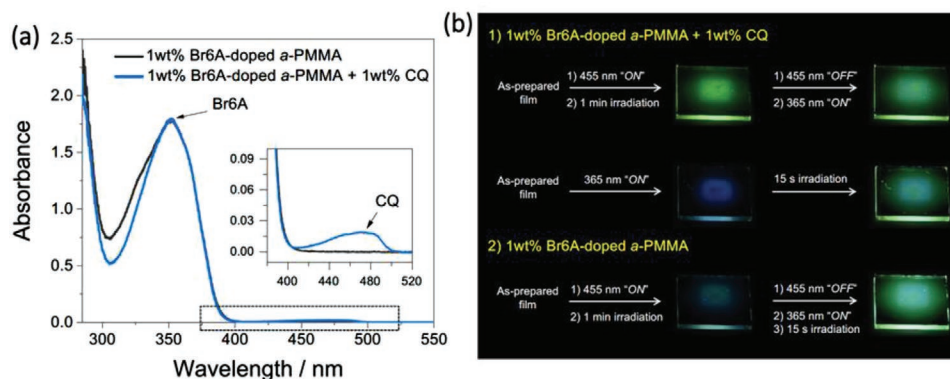 (a)
2.5
2.0
1.5
1.0
0.5
0.0
Absorbance
1wt% Br6A-doped a-PMMA
1wt% Br6A-doped a-PMMA + 1wt% CQ
Br6A
0.09
0.06
0.03
0.00
CQ
400 440 480 520
300 350 400 450 500 550
Wavelength / nm
(b)
1) 1wt% Br6A-doped a-PMMA + 1wt% CQ
As-prepared
film
1) 455 nm "ON"
2) 1 min irradiation
1) 455 nm "OFF"
2) 365 nm "ON"
As-prepared
film
365 nm "ON"
15 s irradiation
2) 1wt% Br6A-doped a-PMMA
As-prepared
film
1) 455 nm "ON"
2) 1 min irradiation
1) 455 nm "OFF"
2) 365 nm "ON"
3) 15 s irradiation